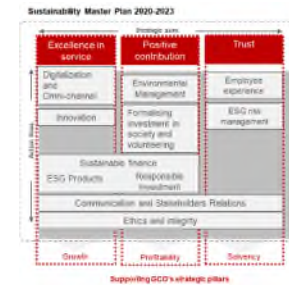 Sustainability Master Plan 2020-2023
Strategic axes
Excellence in
service
Positive
contribution
Trust
Digitalization
and
Omni-channel
Environmental
Management
Employee
experience
Innovation
Formalising
investment in
society and
volunteering
ESG risk
management
Action lines
Sustainable finance
ESG Products
Responsible
Investment
Communication and Stakeholders Relations
Ethics and integrity
Growth
Profitability
Solvency
Supporting GCO's strategic pillars